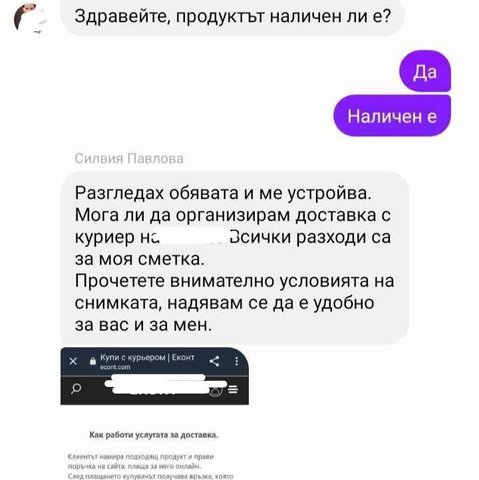 Здравейте, продуктът наличен ли е?
Да
Наличен е
Силвия Павлова
Разгледах обявата и ме устройва.
Мога ли да организирам доставка с
куриер на Всички разходи са
за моя сметка.
Прочетете внимателно условията на
снимката, надявам се да е удобно
за вас и за мен.
Купи с курьером | Еконт
econt.com
Как работи услугата за доставка.
Клиентът намира подходящ продукт и прави
поръчка на сайта, плаща за него онлайн.
След плащането купувачът получава връзка, която